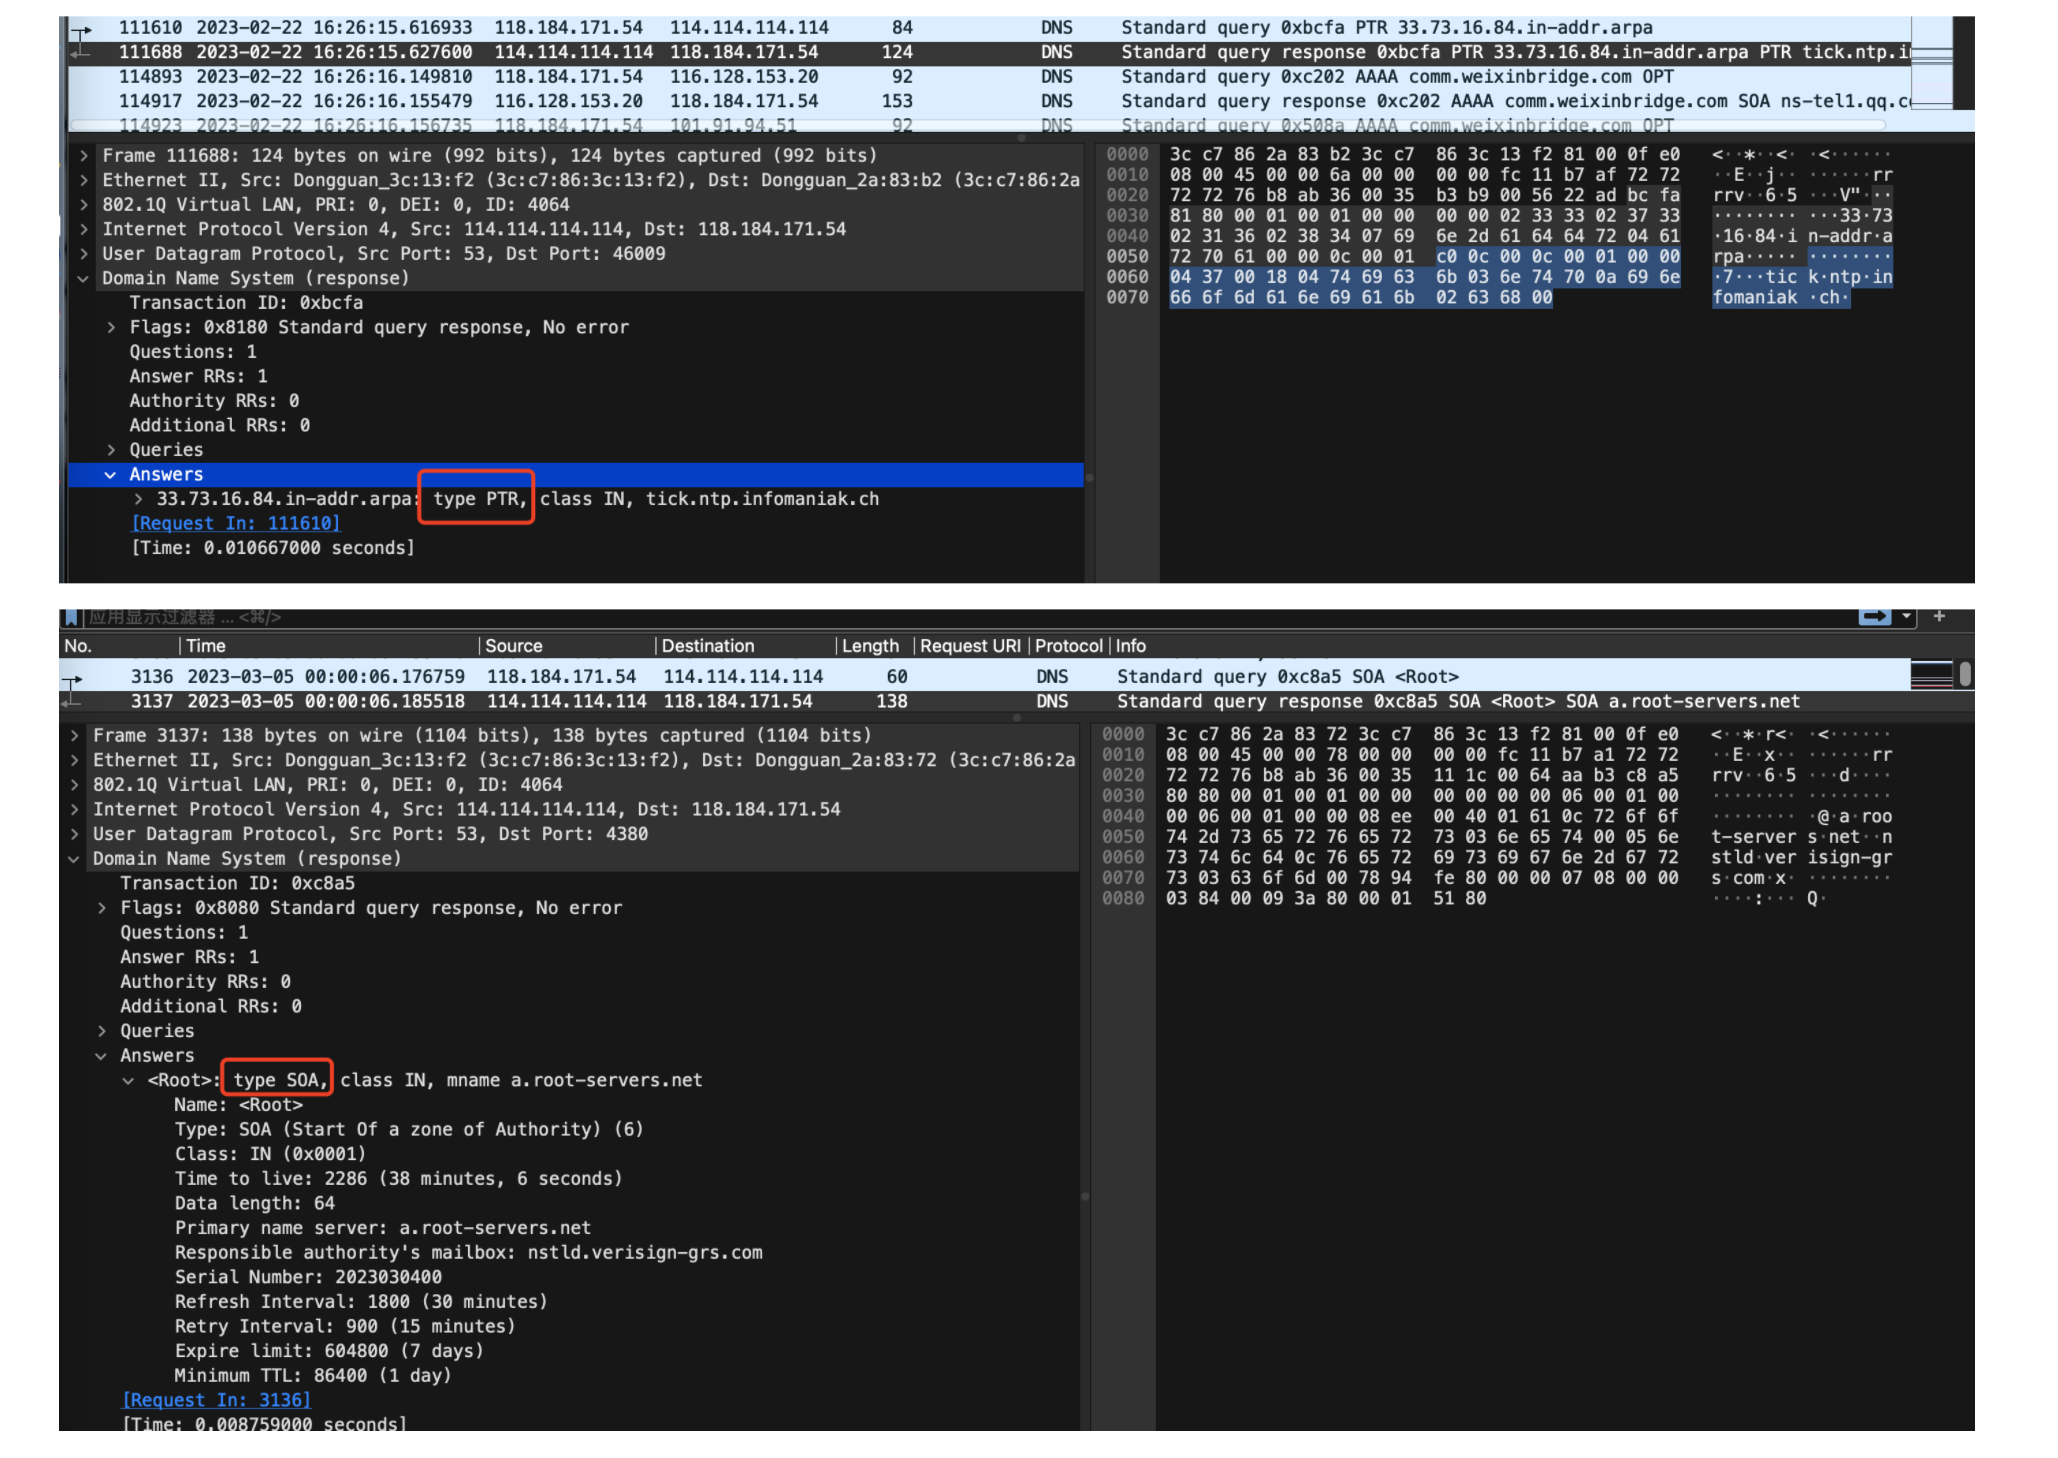 111610 2023-02-22 16:26:15.616933 118.184.171.54 114.114.114.114 84 DNS Standard query 0xbcfa PTR 33.73.16.84.in-addr.arpa
111688 2023-02-22 16:26:15.627600 114.114.114.114 118.184.171.54 124 DNS Standard query response 0xbcfa PTR 33.73.16.84.in-addr.arpa PTR tick.ntp.i
114893 2023-02-22 16:26:16.149810 118.184.171.54 116.128.153.20 92 DNS Standard query 0xc202 AAAA comm.weixinbridge.com OPT
114917 2023-02-22 16:26:16.155479 116.128.153.20 118.184.171.54 153 DNS Standard query response 0xc202 AAAA comm.weixinbridge.com SOA ns-tel1.qq.c
114923 2023-02-22 16:26:16.156735 118.184.171.54 101.91.94.51 92 DNS Standard query 0x508a AAAA comm.weixinbridge.com OPT
Frame 111688: 124 bytes on wire (992 bits), 124 bytes captured (992 bits)
Ethernet II, Src: Dongguan_3c:13:f2 (3c:c7:86:3c:13:f2), Dst: Dongguan_2a:83:b2 (3c:c7:86:2a
802.1Q Virtual LAN, PRI: 0, DEI: 0, ID: 4064
Internet Protocol Version 4, Src: 114.114.114.114, Dst: 118.184.171.54
User Datagram Protocol, Src Port: 53, Dst Port: 46009
Domain Name System (response)
Transaction ID: 0xbcfa
Flags: 0x8180 Standard query response, No error
Questions: 1
Answer RRs: 1
Authority RRs: 0
Additional RRs: 0
Queries
Answers
33.73.16.84.in-addr.arpa: type PTR, class IN, tick.ntp.infomaniak.ch
[Request In: 111610]
[Time: 0.010667000 seconds]
0000 3c c7 86 2a 83 b2 3c c7 86 3c 13 f2 81 00 0f e0 <··*··<· ·<······
0010 08 00 45 00 00 6a 00 00 00 00 fc 11 b7 af 72 72 ··E··j·· ······rr
0020 72 72 76 b8 ab 36 00 35 b3 b9 00 56 22 ad bc fa rrv··6·5 ···V"···
0030 81 80 00 01 00 01 00 00 00 00 02 33 33 02 37 33 ········ ···33·73
0040 02 31 36 02 38 34 07 69 6e 2d 61 64 64 72 04 61 ·16·84·i n-addr·a
0050 72 70 61 00 00 0c 00 01 c0 0c 00 0c 00 01 00 00 rpa····· ········
0060 04 37 00 18 04 74 69 63 6b 03 6e 74 70 0a 69 6e ·7···tic k·ntp·in
0070 66 6f 6d 61 6e 69 61 6b 02 63 68 00 fomaniak ·ch·
应用显示过滤器 … <⌘/>
No. Time Source Destination Length Request URI Protocol Info
3136 2023-03-05 00:00:06.176759 118.184.171.54 114.114.114.114 60 DNS Standard query 0xc8a5 SOA <Root>
3137 2023-03-05 00:00:06.185518 114.114.114.114 118.184.171.54 138 DNS Standard query response 0xc8a5 SOA <Root> SOA a.root-servers.net
Frame 3137: 138 bytes on wire (1104 bits), 138 bytes captured (1104 bits)
Ethernet II, Src: Dongguan_3c:13:f2 (3c:c7:86:3c:13:f2), Dst: Dongguan_2a:83:72 (3c:c7:86:2a
802.1Q Virtual LAN, PRI: 0, DEI: 0, ID: 4064
Internet Protocol Version 4, Src: 114.114.114.114, Dst: 118.184.171.54
User Datagram Protocol, Src Port: 53, Dst Port: 4380
Domain Name System (response)
Transaction ID: 0xc8a5
Flags: 0x8080 Standard query response, No error
Questions: 1
Answer RRs: 1
Authority RRs: 0
Additional RRs: 0
Queries
Answers
<Root>: type SOA, class IN, mname a.root-servers.net
Name: <Root>
Type: SOA (Start Of a zone of Authority) (6)
Class: IN (0x0001)
Time to live: 2286 (38 minutes, 6 seconds)
Data length: 64
Primary name server: a.root-servers.net
Responsible authority's mailbox: nstld.verisign-grs.com
Serial Number: 2023030400
Refresh Interval: 1800 (30 minutes)
Retry Interval: 900 (15 minutes)
Expire limit: 604800 (7 days)
Minimum TTL: 86400 (1 day)
[Request In: 3136]
[Time: 0.008759000 seconds]
0000 3c c7 86 2a 83 72 3c c7 86 3c 13 f2 81 00 0f e0 <··*·r<· ·<······
0010 08 00 45 00 00 78 00 00 00 00 fc 11 b7 a1 72 72 ··E··x·· ······rr
0020 72 72 76 b8 ab 36 00 35 11 1c 00 64 aa b3 c8 a5 rrv··6·5 ···d····
0030 80 80 00 01 00 01 00 00 00 00 00 00 06 00 01 00 ········ ········
0040 00 06 00 01 00 00 08 ee 00 40 01 61 0c 72 6f 6f ········ ·@·a·roo
0050 74 2d 73 65 72 76 65 72 73 03 6e 65 74 00 05 6e t-server s·net··n
0060 73 74 6c 64 0c 76 65 72 69 73 69 67 6e 2d 67 72 stld·ver isign-gr
0070 73 03 63 6f 6d 00 78 94 fe 80 00 00 07 08 00 00 s·com·x· ········
0080 03 84 00 09 3a 80 00 01 51 80 ····:··· Q·